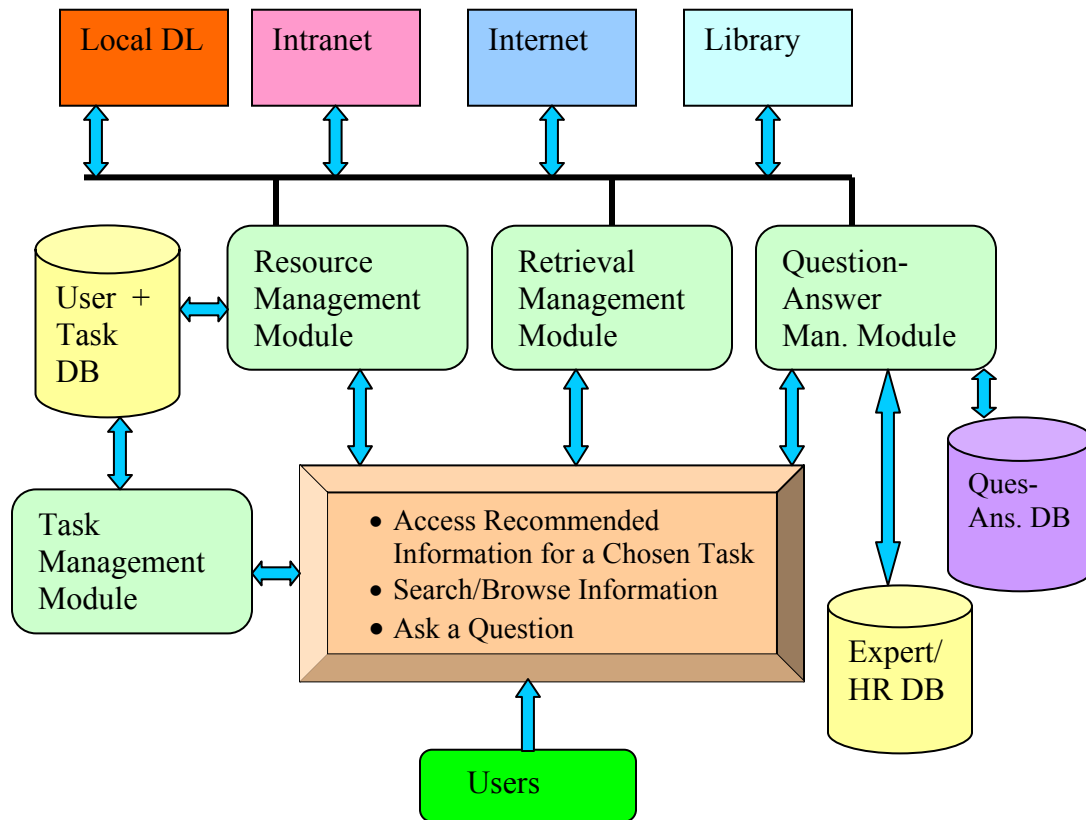 Local DL
Intranet
Internet
Library
User +
Task
DB
Resource
Management
Module
Retrieval
Management
Module
Question-
Answer
Man. Module
Task
Management
Module
• Access Recommended
Information for a Chosen Task
• Search/Browse Information
• Ask a Question
Ques-
Ans. DB
Expert/
HR DB
Users